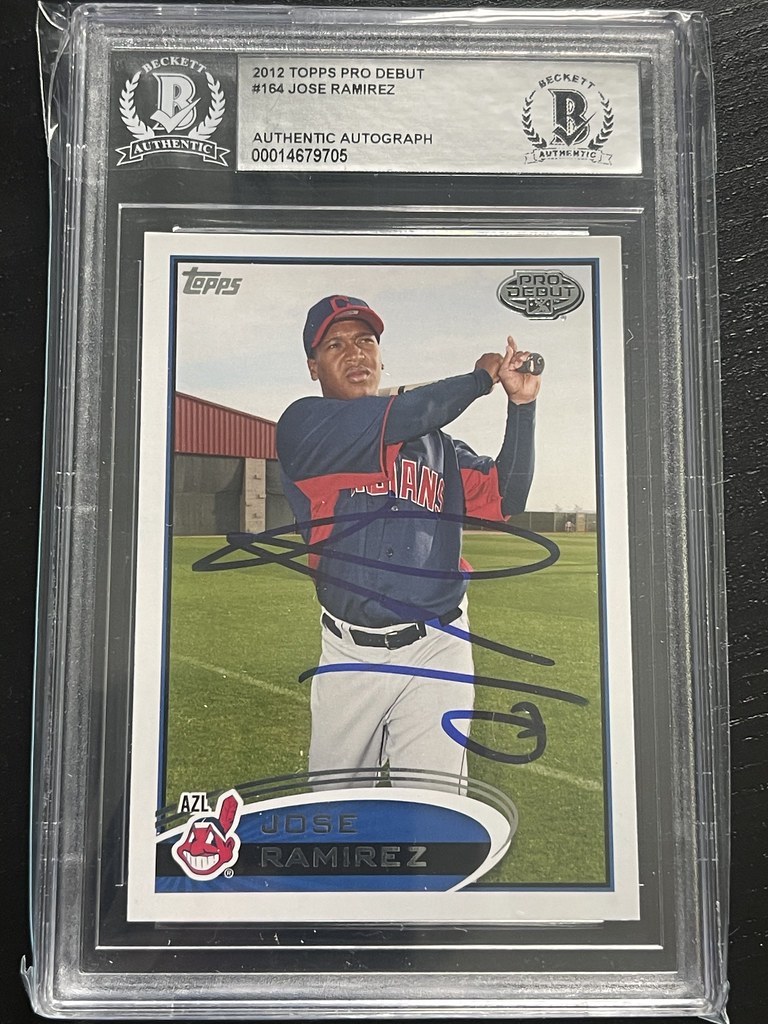 BECKETT
B
AUTHENTIC
2012 TOPPS PRO DEBUT
#164 JOSE RAMIREZ
AUTHENTIC AUTOGRAPH
00014679705
BECKETT
B
AUTHENTIC
topps
PRO
DEBUT
AZL
JOSE
RAMIREZ
®